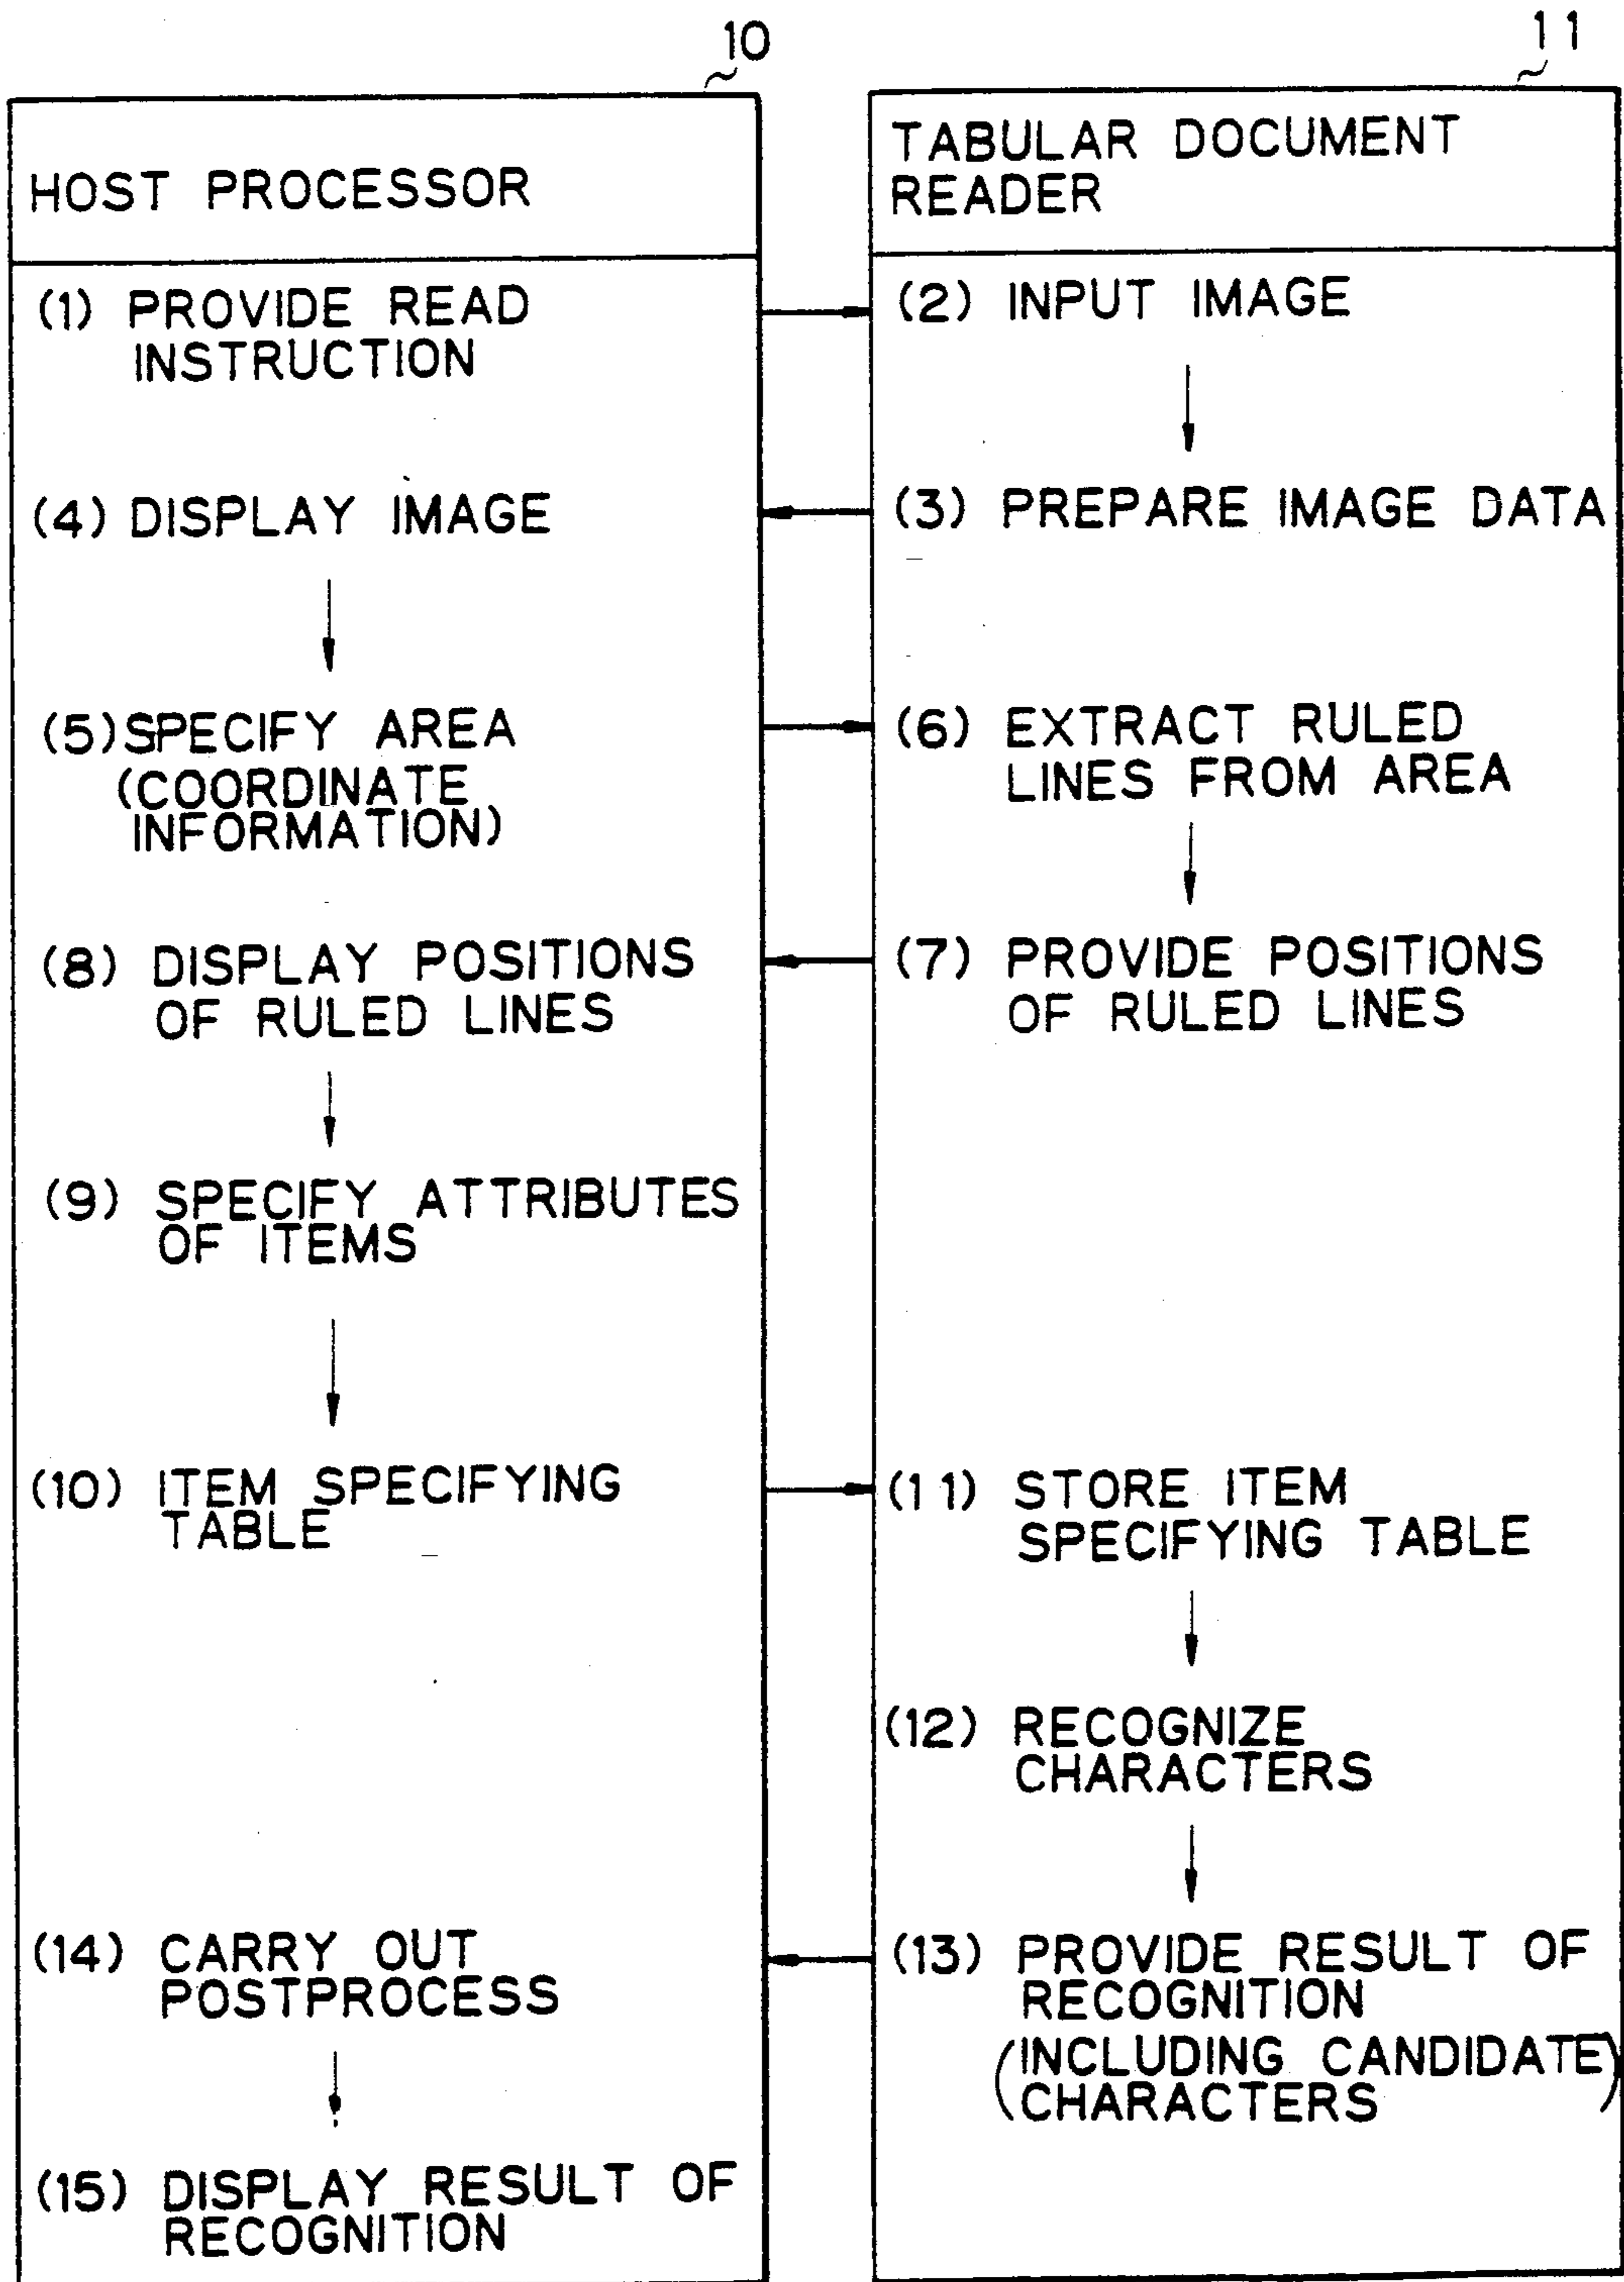 10
11
HOST PROCESSOR
TABULAR DOCUMENT
READER
(1) PROVIDE READ
INSTRUCTION
(2) INPUT IMAGE
(3) PREPARE IMAGE DATA
(4) DISPLAY IMAGE
(5) SPECIFY AREA
(COORDINATE
INFORMATION)
(6) EXTRACT RULED
LINES FROM AREA
(7) PROVIDE POSITIONS
OF RULED LINES
(8) DISPLAY POSITIONS
OF RULED LINES
(9) SPECIFY ATTRIBUTES
OF ITEMS
(10) ITEM SPECIFYING
TABLE
(11) STORE ITEM
SPECIFYING TABLE
(12) RECOGNIZE
CHARACTERS
(13) PROVIDE RESULT OF
RECOGNITION
(INCLUDING CANDIDATE
CHARACTERS)
(14) CARRY OUT
POSTPROCESS
(15) DISPLAY RESULT OF
RECOGNITION